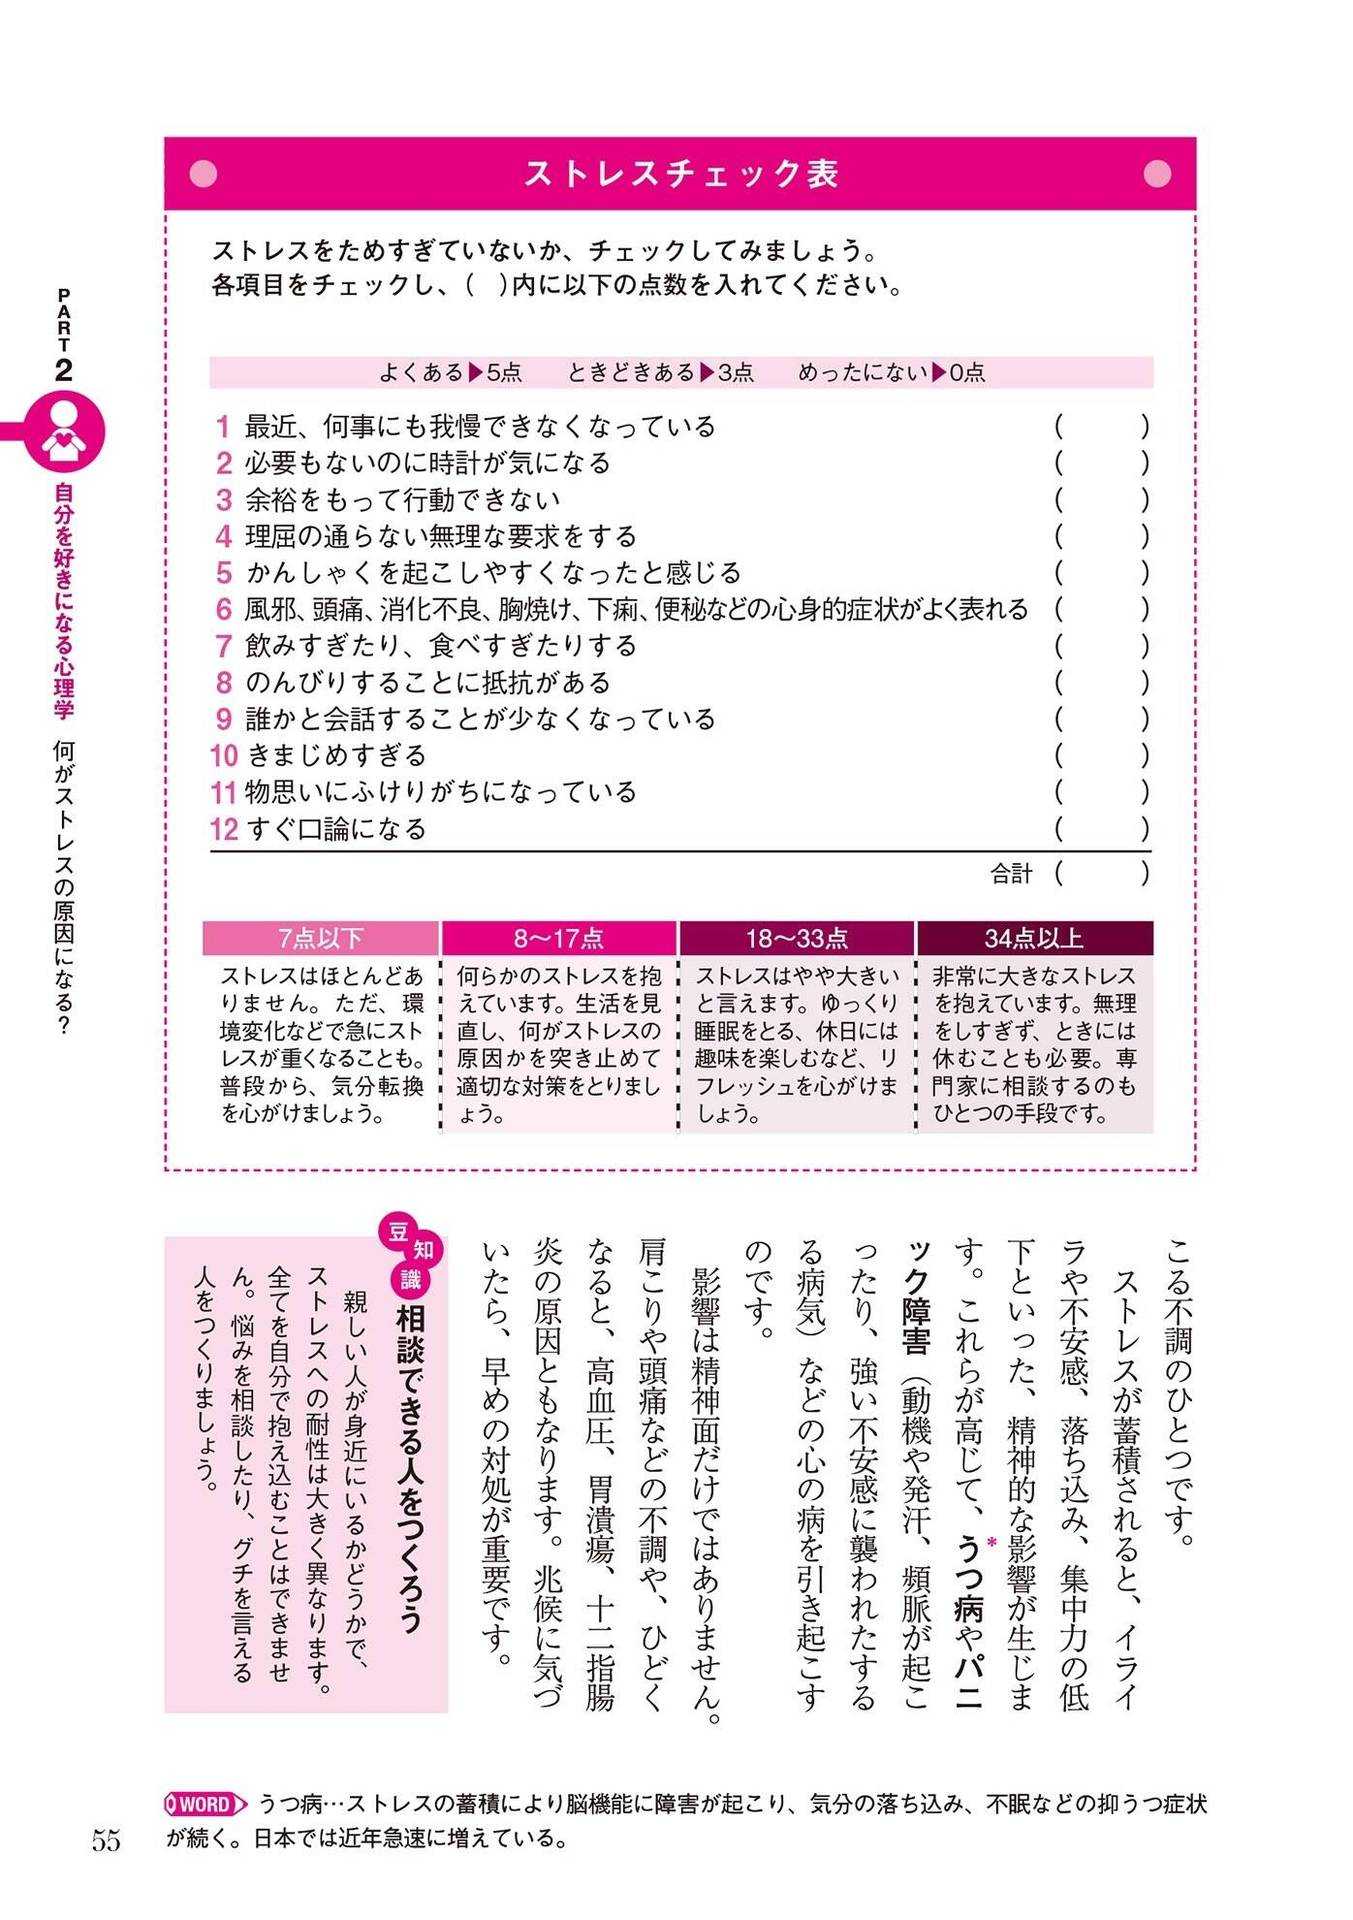 PART2
自分を好きになる心理学 何がストレスの原因になる?
ストレスチェック表
ストレスをためすぎていないか、チェックしてみましょう。
各項目をチェックし、( )内に以下の点数を入れてください。
よくある▶5点 ときどきある▶3点 めったにない▶0点
1 最近、何事にも我慢できなくなっている ( )
2 必要もないのに時計が気になる ( )
3 余裕をもって行動できない ( )
4 理屈の通らない無理な要求をする ( )
5 かんしゃくを起こしやすくなったと感じる ( )
6 風邪、頭痛、消化不良、胸焼け、下痢、便秘などの心身的症状がよく表れる ( )
7 飲みすぎたり、食べすぎたりする ( )
8 のんびりすることに抵抗がある ( )
9 誰かと会話することが少なくなっている ( )
10 きまじめすぎる ( )
11 物思いにふけりがちになっている ( )
12 すぐ口論になる ( )
合計 ( )
7点以下
ストレスはほとんどあ
りません。ただ、環
境変化などで急にスト
レスが重くなることも。
普段から、気分転換
を心がけましょう。
8〜17点
何らかのストレスを抱
えています。生活を見
直し、何がストレスの
原因かを突き止めて
適切な対策をとりまし
ょう。
18〜33点
ストレスはやや大きい
と言えます。ゆっくり
睡眠をとる、休日には
趣味を楽しむなど、リ
フレッシュを心がけま
しょう。
34点以上
非常に大きなストレス
を抱えています。無理
をしすぎず、ときには
休むことも必要。専
門家に相談するのも
ひとつの手段です。
こる不調のひとつです。
ストレスが蓄積されると、イライ
ラや不安感、落ち込み、集中力の低
下といった、精神的な影響が生じま
す。これらが高じて、うつ病*やパニ
ック障害(動機や発汗、頻脈が起こ
ったり、強い不安感に襲われたりする
る病気)などの心の病を引き起こす
のです。
影響は精神面だけではありません。
肩こりや頭痛などの不調や、ひどく
なると、高血圧、胃潰瘍、十二指腸
炎の原因ともなります。兆候に気づ
いたら、早めの対処が重要です。
豆知識
相談できる人をつくろう
親しい人が身近にいるかどうかで、
ストレスへの耐性は大きく異なります。
全てを自分で抱え込むことはできませ
ん。悩みを相談したり、グチを言える
人をつくりましょう。
WORD うつ病…ストレスの蓄積により脳機能に障害が起こり、気分の落ち込み、不眠などの抑うつ症状
が続く。日本では近年急速に増えている。
55